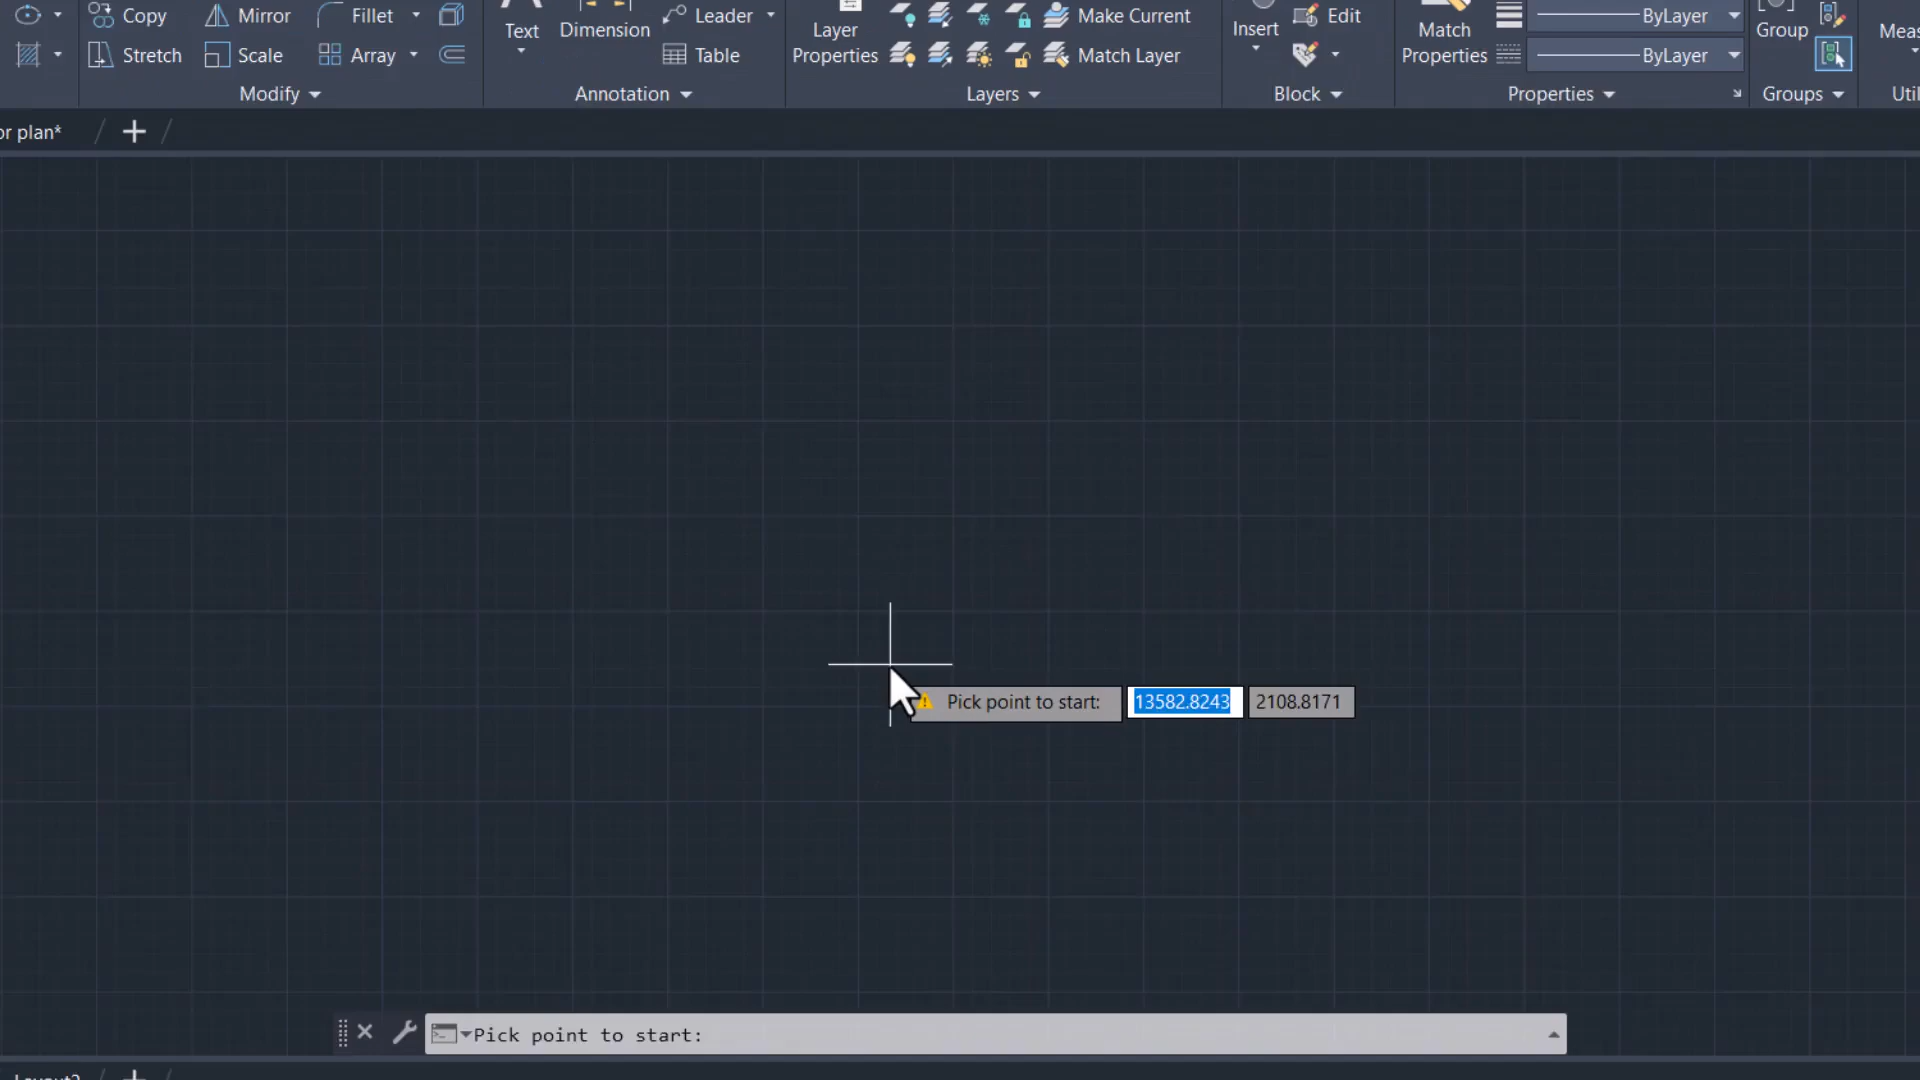 Copy Mirror Fillet Text Dimension Leader Layer Properties Make Current Insert Edit Match Properties ByLayer Group
Stretch Scale Array Table Match Layer ByLayer
Modify Annotation Layers Block Properties Groups
plan*
Pick point to start: 13582.8243 2108.8171
Pick point to start: